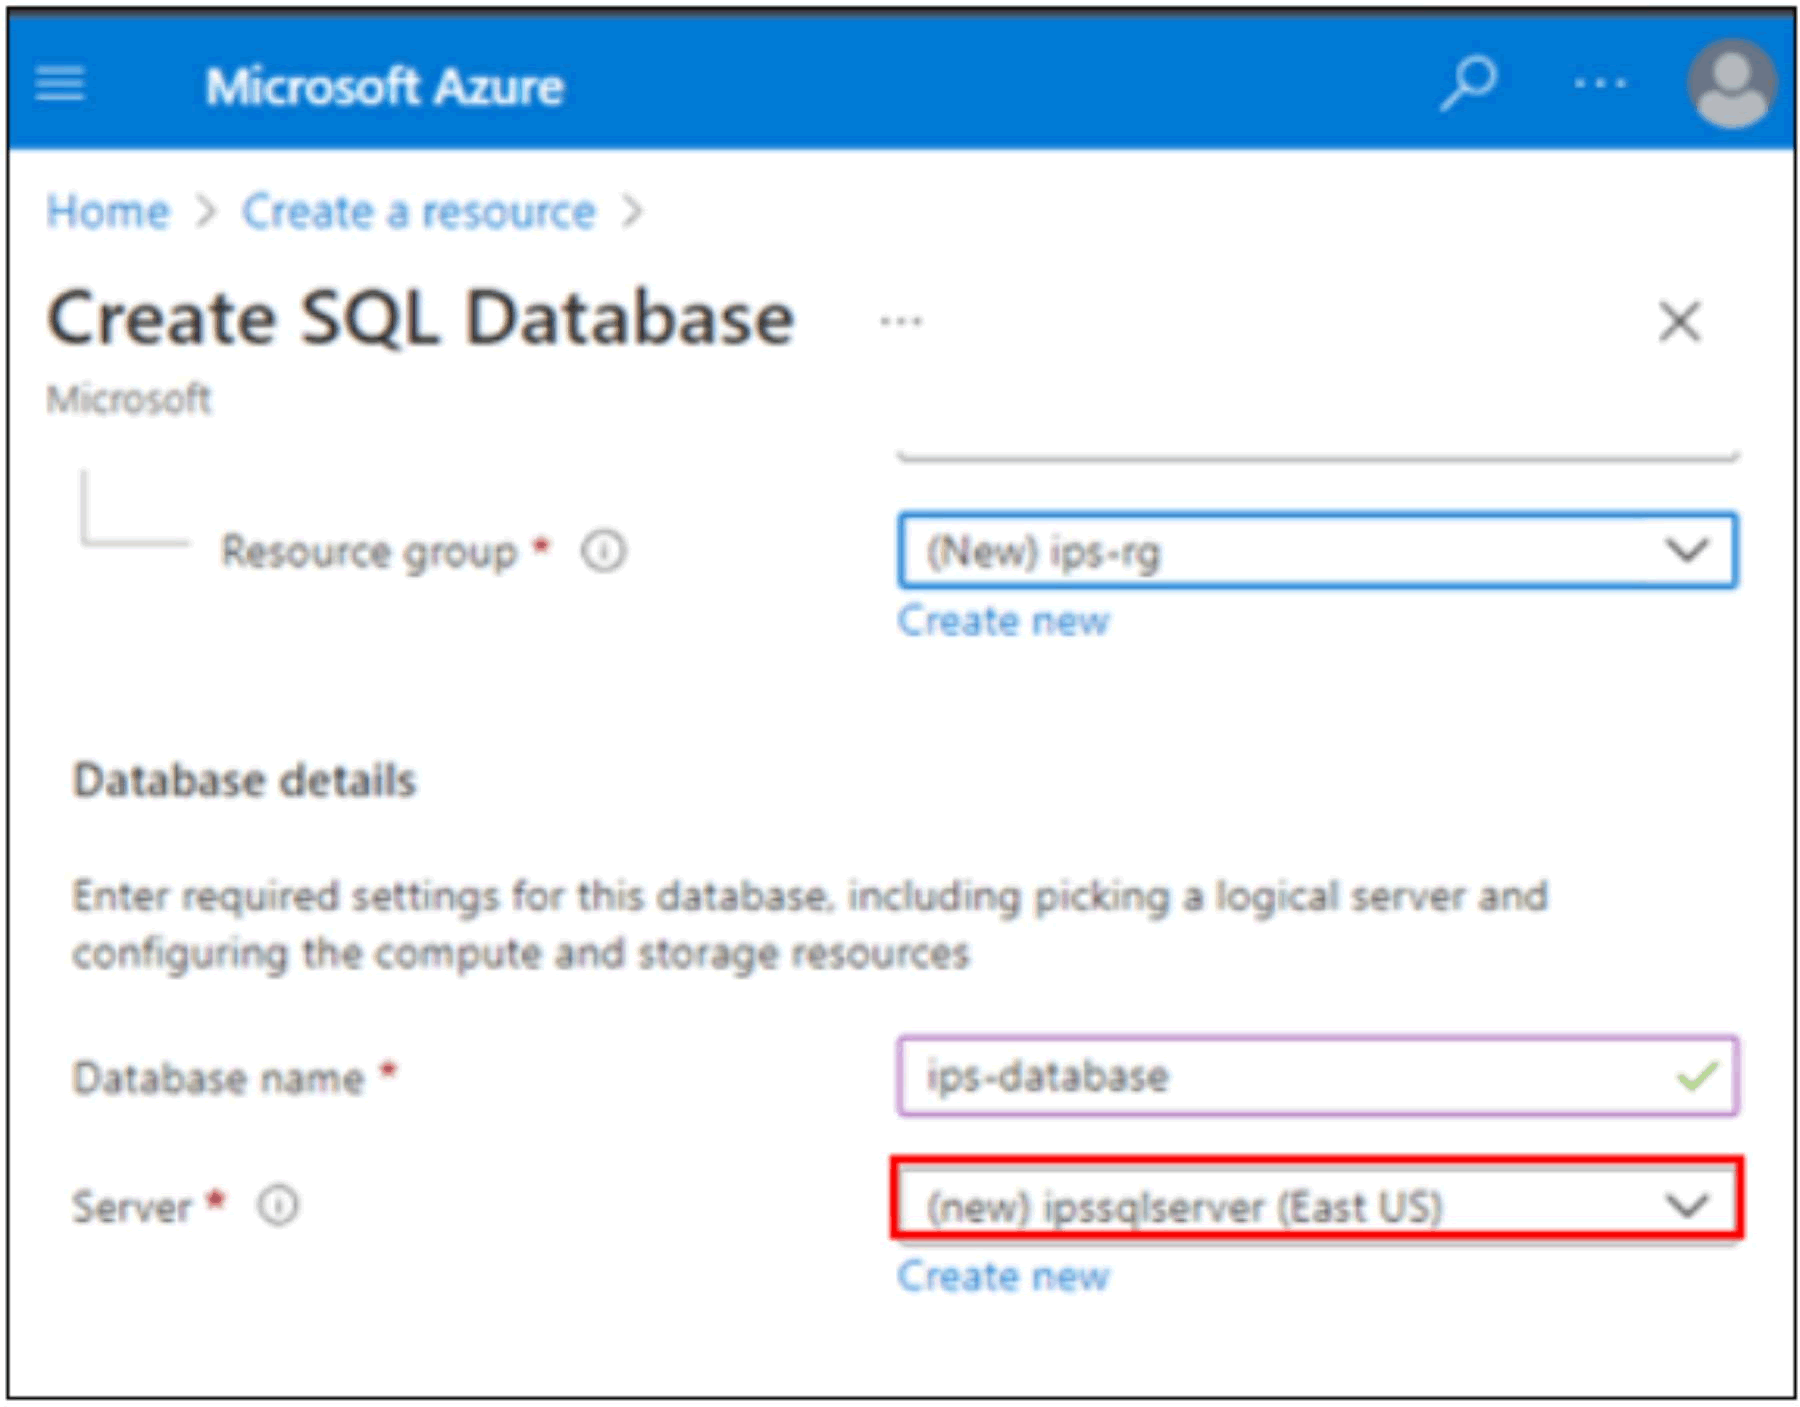 Microsoft Azure
Home > Create a resource >
Create SQL Database ...
Microsoft
Resource group *
(New) ips-rg
Create new
Database details
Enter required settings for this database, including picking a logical server and
configuring the compute and storage resources
Database name *
ips-database
Server *
(new) ipssqlserver (East US)
Create new